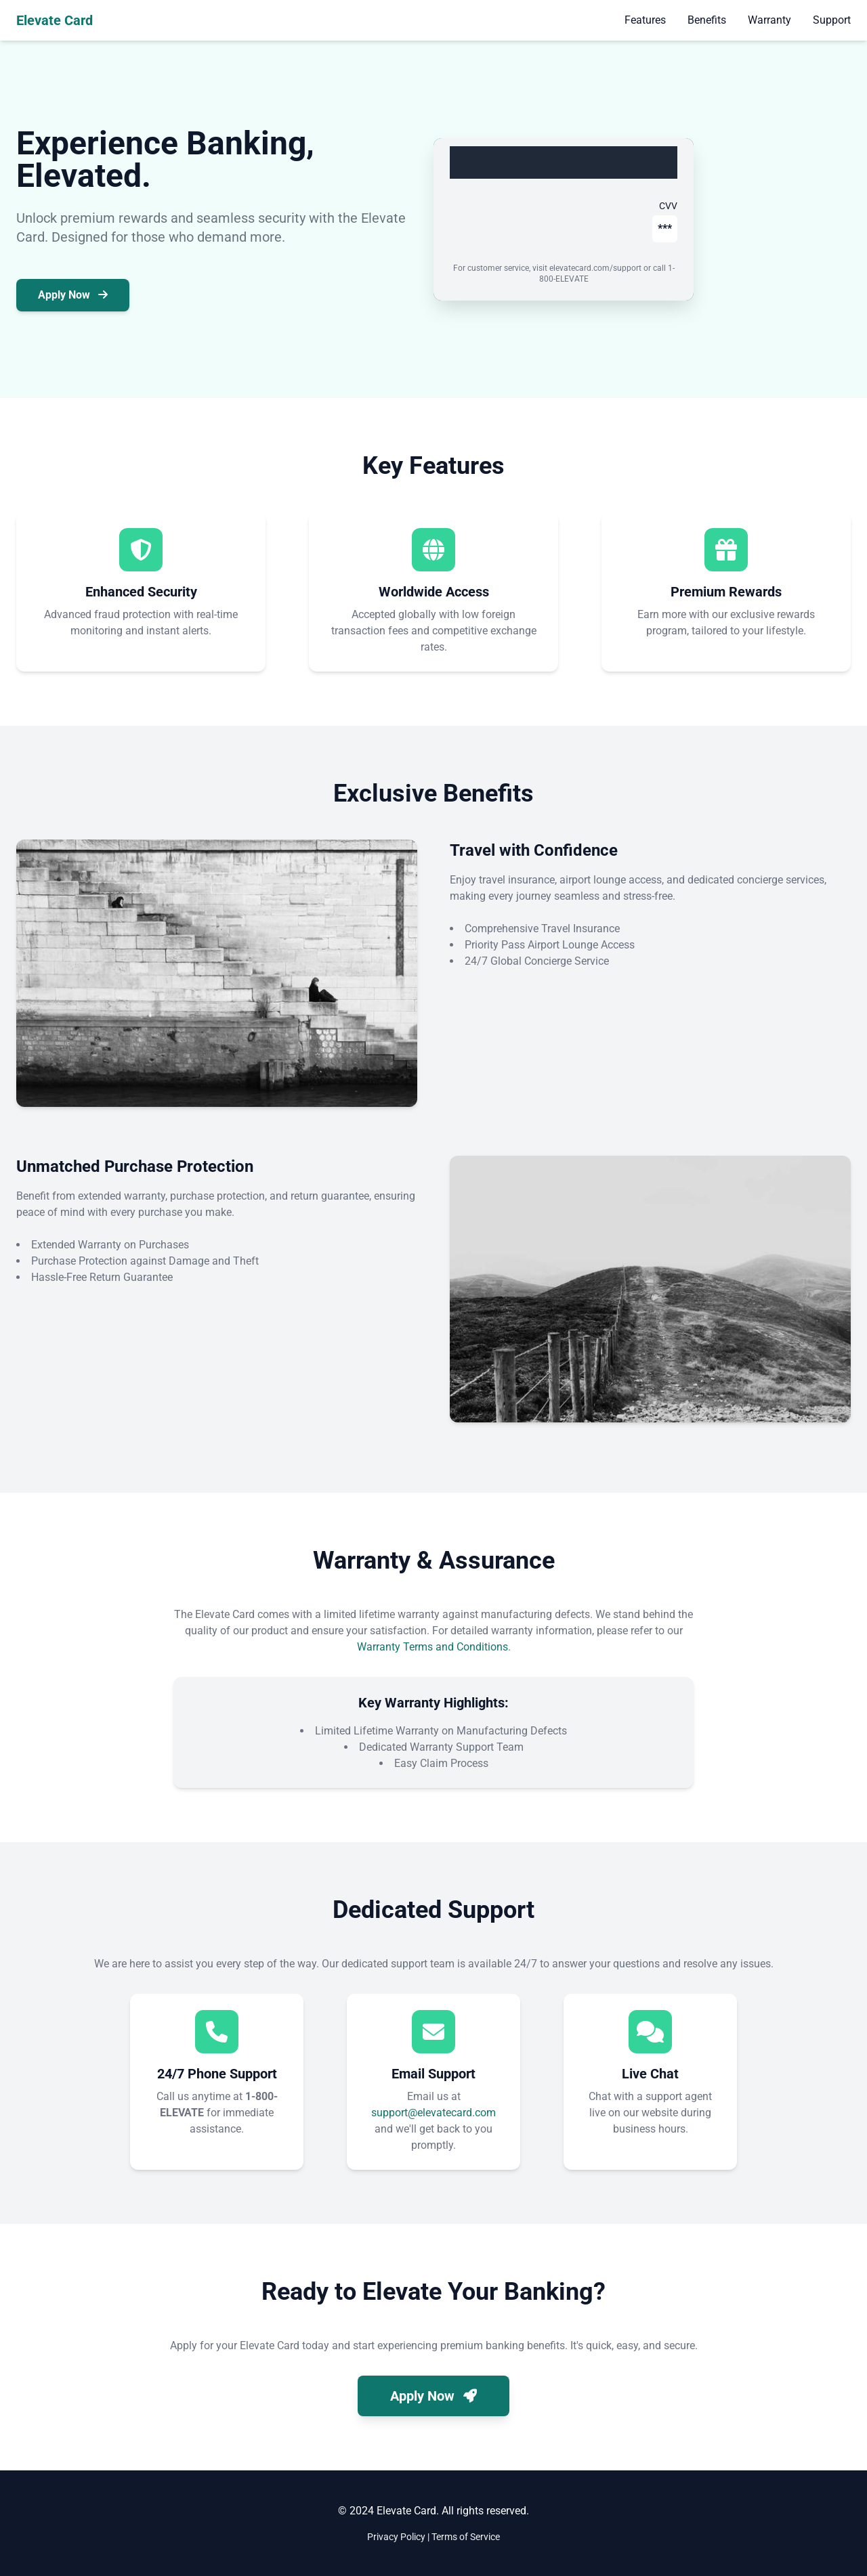 Elevate Card
Features
Benefits
Warranty
Support
Experience Banking,
Elevated.
Unlock premium rewards and seamless security with the Elevate
Card. Designed for those who demand more.
Apply Now
CVV
***
For customer service, visit elevatecard.com/support or call 1-
800-ELEVATE
Key Features
Enhanced Security
Advanced fraud protection with real-time
monitoring and instant alerts.
Worldwide Access
Accepted globally with low foreign
transaction fees and competitive exchange
rates.
Premium Rewards
Earn more with our exclusive rewards
program, tailored to your lifestyle.
Exclusive Benefits
Travel with Confidence
Enjoy travel insurance, airport lounge access, and dedicated concierge services,
making every journey seamless and stress-free.
• Comprehensive Travel Insurance
• Priority Pass Airport Lounge Access
• 24/7 Global Concierge Service
Unmatched Purchase Protection
Benefit from extended warranty, purchase protection, and return guarantee, ensuring
peace of mind with every purchase you make.
• Extended Warranty on Purchases
• Purchase Protection against Damage and Theft
• Hassle-Free Return Guarantee
Warranty & Assurance
The Elevate Card comes with a limited lifetime warranty against manufacturing defects. We stand behind the
quality of our product and ensure your satisfaction. For detailed warranty information, please refer to our
Warranty Terms and Conditions.
Key Warranty Highlights:
• Limited Lifetime Warranty on Manufacturing Defects
• Dedicated Warranty Support Team
• Easy Claim Process
Dedicated Support
We are here to assist you every step of the way. Our dedicated support team is available 24/7 to answer your questions and resolve any issues.
24/7 Phone Support
Call us anytime at 1-800-
ELEVATE for immediate
assistance.
Email Support
Email us at
support@elevatecard.com
and we'll get back to you
promptly.
Live Chat
Chat with a support agent
live on our website during
business hours.
Ready to Elevate Your Banking?
Apply for your Elevate Card today and start experiencing premium banking benefits. It's quick, easy, and secure.
Apply Now
© 2024 Elevate Card. All rights reserved.
Privacy Policy | Terms of Service